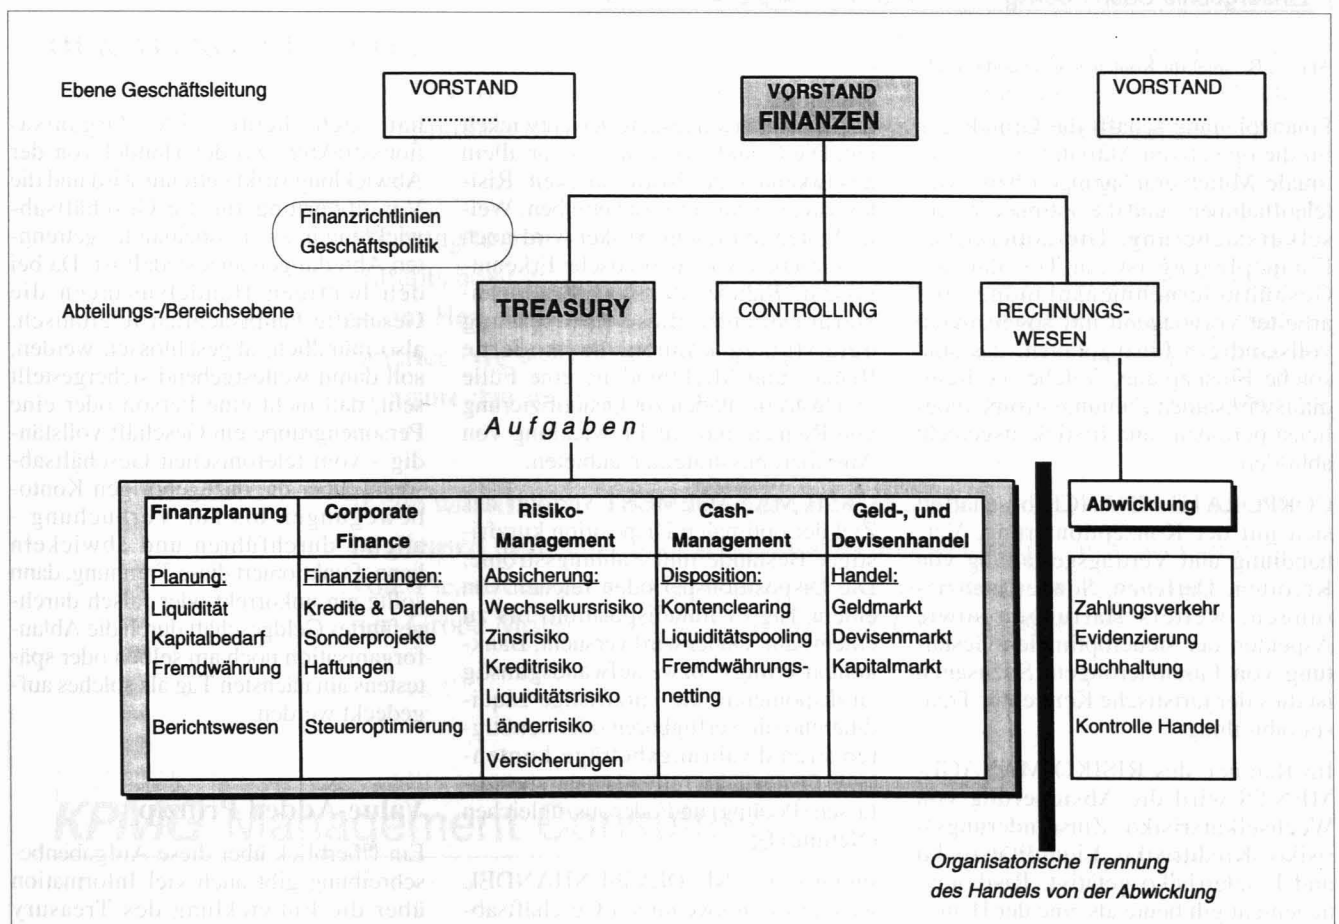 Ebene Geschäftsleitung
VORSTAND
................
VORSTAND
FINANZEN
VORSTAND
................
Finanzrichtlinien
Geschäftspolitik
Abteilungs-/Bereichsebene
TREASURY
CONTROLLING
RECHNUNGS-
WESEN
Aufgaben
Finanzplanung
Corporate
Finance
Risiko-
Management
Cash-
Management
Geld-, und
Devisenhandel
Abwicklung
Planung:
Liquidität
Kapitalbedarf
Fremdwährung
Berichtswesen
Finanzierungen:
Kredite & Darlehen
Sonderprojekte
Haftungen
Steueroptimierung
Absicherung:
Wechselkursrisiko
Zinsrisiko
Kreditrisiko
Liquiditätsrisiko
Länderrisiko
Versicherungen
Disposition:
Kontenclearing
Liquiditätspooling
Fremdwährungs-
netting
Handel:
Geldmarkt
Devisenmarkt
Kapitalmarkt
Zahlungsverkehr
Evidenzierung
Buchhaltung
Kontrolle Handel
Organisatorische Trennung
des Handels von der Abwicklung